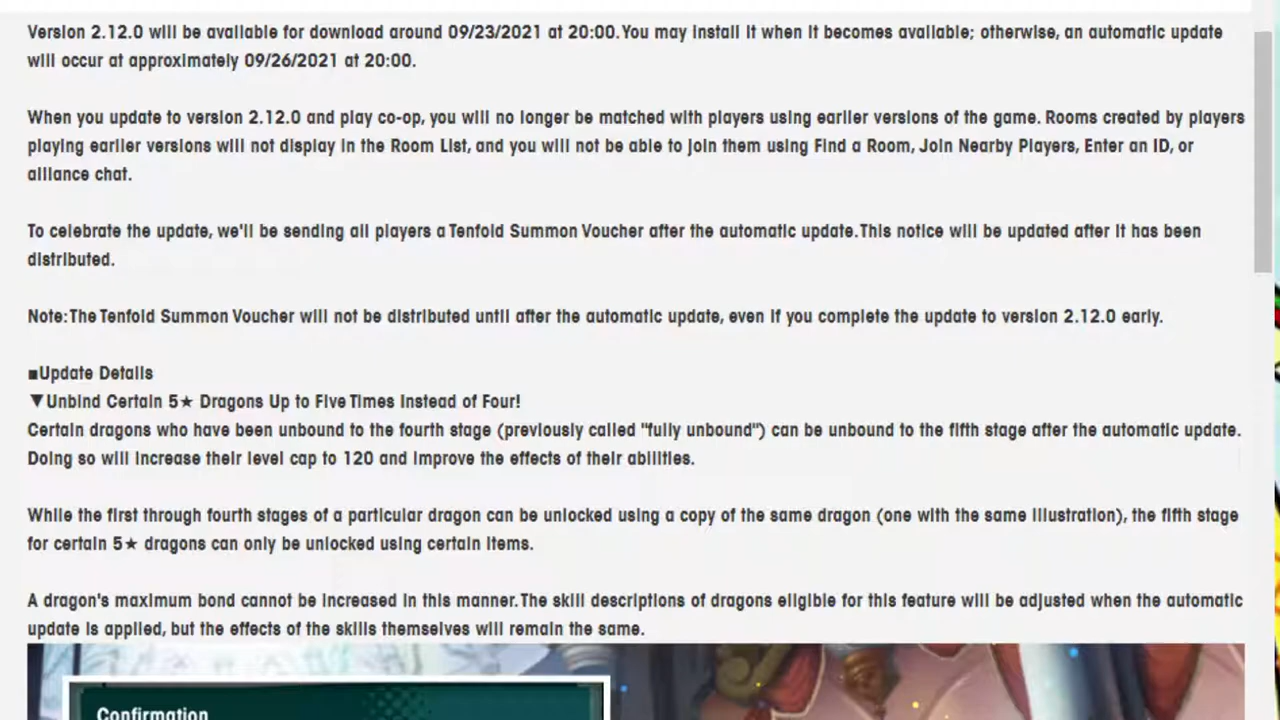 Version 2.12.0 will be available for download around 09/23/2021 at 20:00. You may install it when it becomes available; otherwise, an automatic update
will occur at approximately 09/26/2021 at 20:00.
When you update to version 2.12.0 and play co-op, you will no longer be matched with players using earlier versions of the game. Rooms created by players
playing earlier versions will not display in the Room List, and you will not be able to join them using Find a Room, Join Nearby Players, Enter an ID, or
alliance chat.
To celebrate the update, we'll be sending all players a Tenfold Summon Voucher after the automatic update. This notice will be updated after it has been
distributed.
Note: The Tenfold Summon Voucher will not be distributed until after the automatic update, even if you complete the update to version 2.12.0 early.
■Update Details
▼Unbind Certain 5★ Dragons Up to Five Times Instead of Four!
Certain dragons who have been unbound to the fourth stage (previously called "fully unbound") can be unbound to the fifth stage after the automatic update.
Doing so will increase their level cap to 120 and improve the effects of their abilities.
While the first through fourth stages of a particular dragon can be unlocked using a copy of the same dragon (one with the same illustration), the fifth stage
for certain 5★ dragons can only be unlocked using certain items.
A dragon's maximum bond cannot be increased in this manner. The skill descriptions of dragons eligible for this feature will be adjusted when the automatic
update is applied, but the effects of the skills themselves will remain the same.
Confirmation